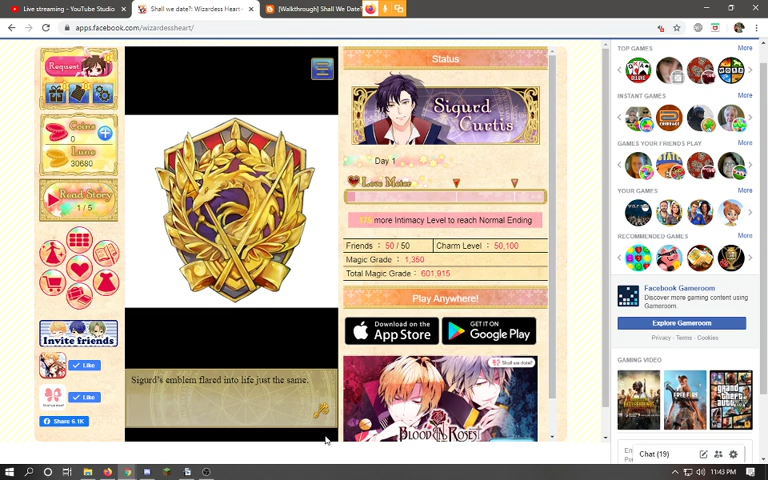 Live streaming - YouTube Studio
Shall we date?: Wizardess Heart -
[Walkthrough] Shall We Date?
apps.facebook.com/wizardessheart/
Request
Coins
0
Lune
30680
Read Story
1 / 5
Invite friends
Like
Like
Share 6.1K
Sigurd's emblem flared into life just the same.
Status
Sigurd
Curtis
Day 1
Love Meter
more Intimacy Level to reach Normal Ending
Friends : 50 / 50
Charm Level : 50,100
Magic Grade : 1,350
Total Magic Grade : 601,915
Play Anywhere!
Download on the
App Store
GET IT ON
Google Play
Shall we date?
BLOOD IN ROSES
TOP GAMES
More
INSTANT GAMES
More
GAMES YOUR FRIENDS PLAY
More
YOUR GAMES
More
RECOMMENDED GAMES
More
Facebook Gameroom
Discover more gaming content using
Gameroom.
Explore Gameroom
Privacy · Terms · Cookies
GAMING VIDEO
Chat (19)
11:43 PM